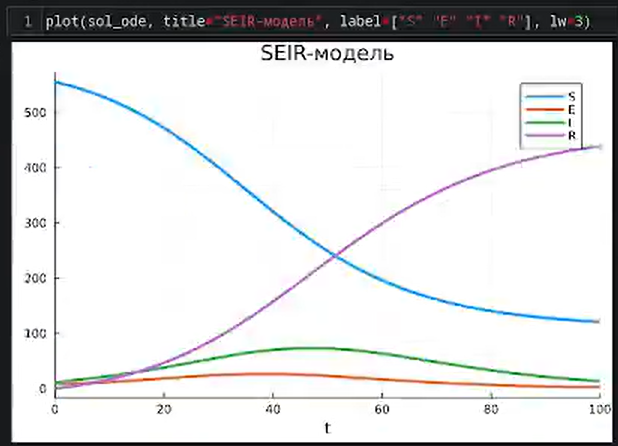 1 plot(sol_ode, title="SEIR-модель", label=["S" "E" "I" "R"], lw=3)
SEIR-модель
S
E
I
R
500
400
300
200
100
0
0 20 40 60 80 100
t